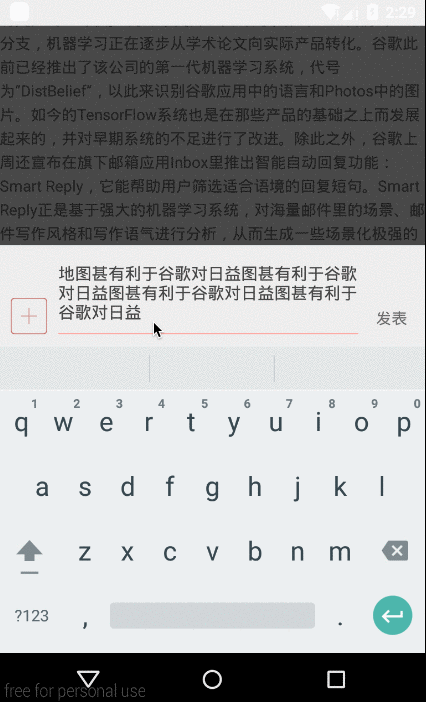 2:29
分支，机器学习正在逐步从学术论文向实际产品转化。谷歌此
前已经推出了该公司的第一代机器学习系统，代号
为"DistBelief"，以此来识别谷歌应用中的语言和Photos中的图
片。如今的TensorFlow系统也是在那些产品的基础之上而发展
起来的，并对早期系统的不足进行了改进。除此之外，谷歌上
周还宣布在旗下邮箱应用Inbox里推出智能自动回复功能：
Smart Reply，它能帮助用户筛选适合语境的回复短句。Smart
Reply正是基于强大的机器学习系统，对海量邮件里的场景、邮
件写作风格和写作语气进行分析，从而生成一些场景化极强的
地图甚有利于谷歌对日益图甚有利于谷歌
对日益图甚有利于谷歌对日益图甚有利于
谷歌对日益
发表
1 2 3 4 5 6 7 8 9 0
q w e r t y u i o p
a s d f g h j k l
z x c v b n m
?123 , .
free for personal use